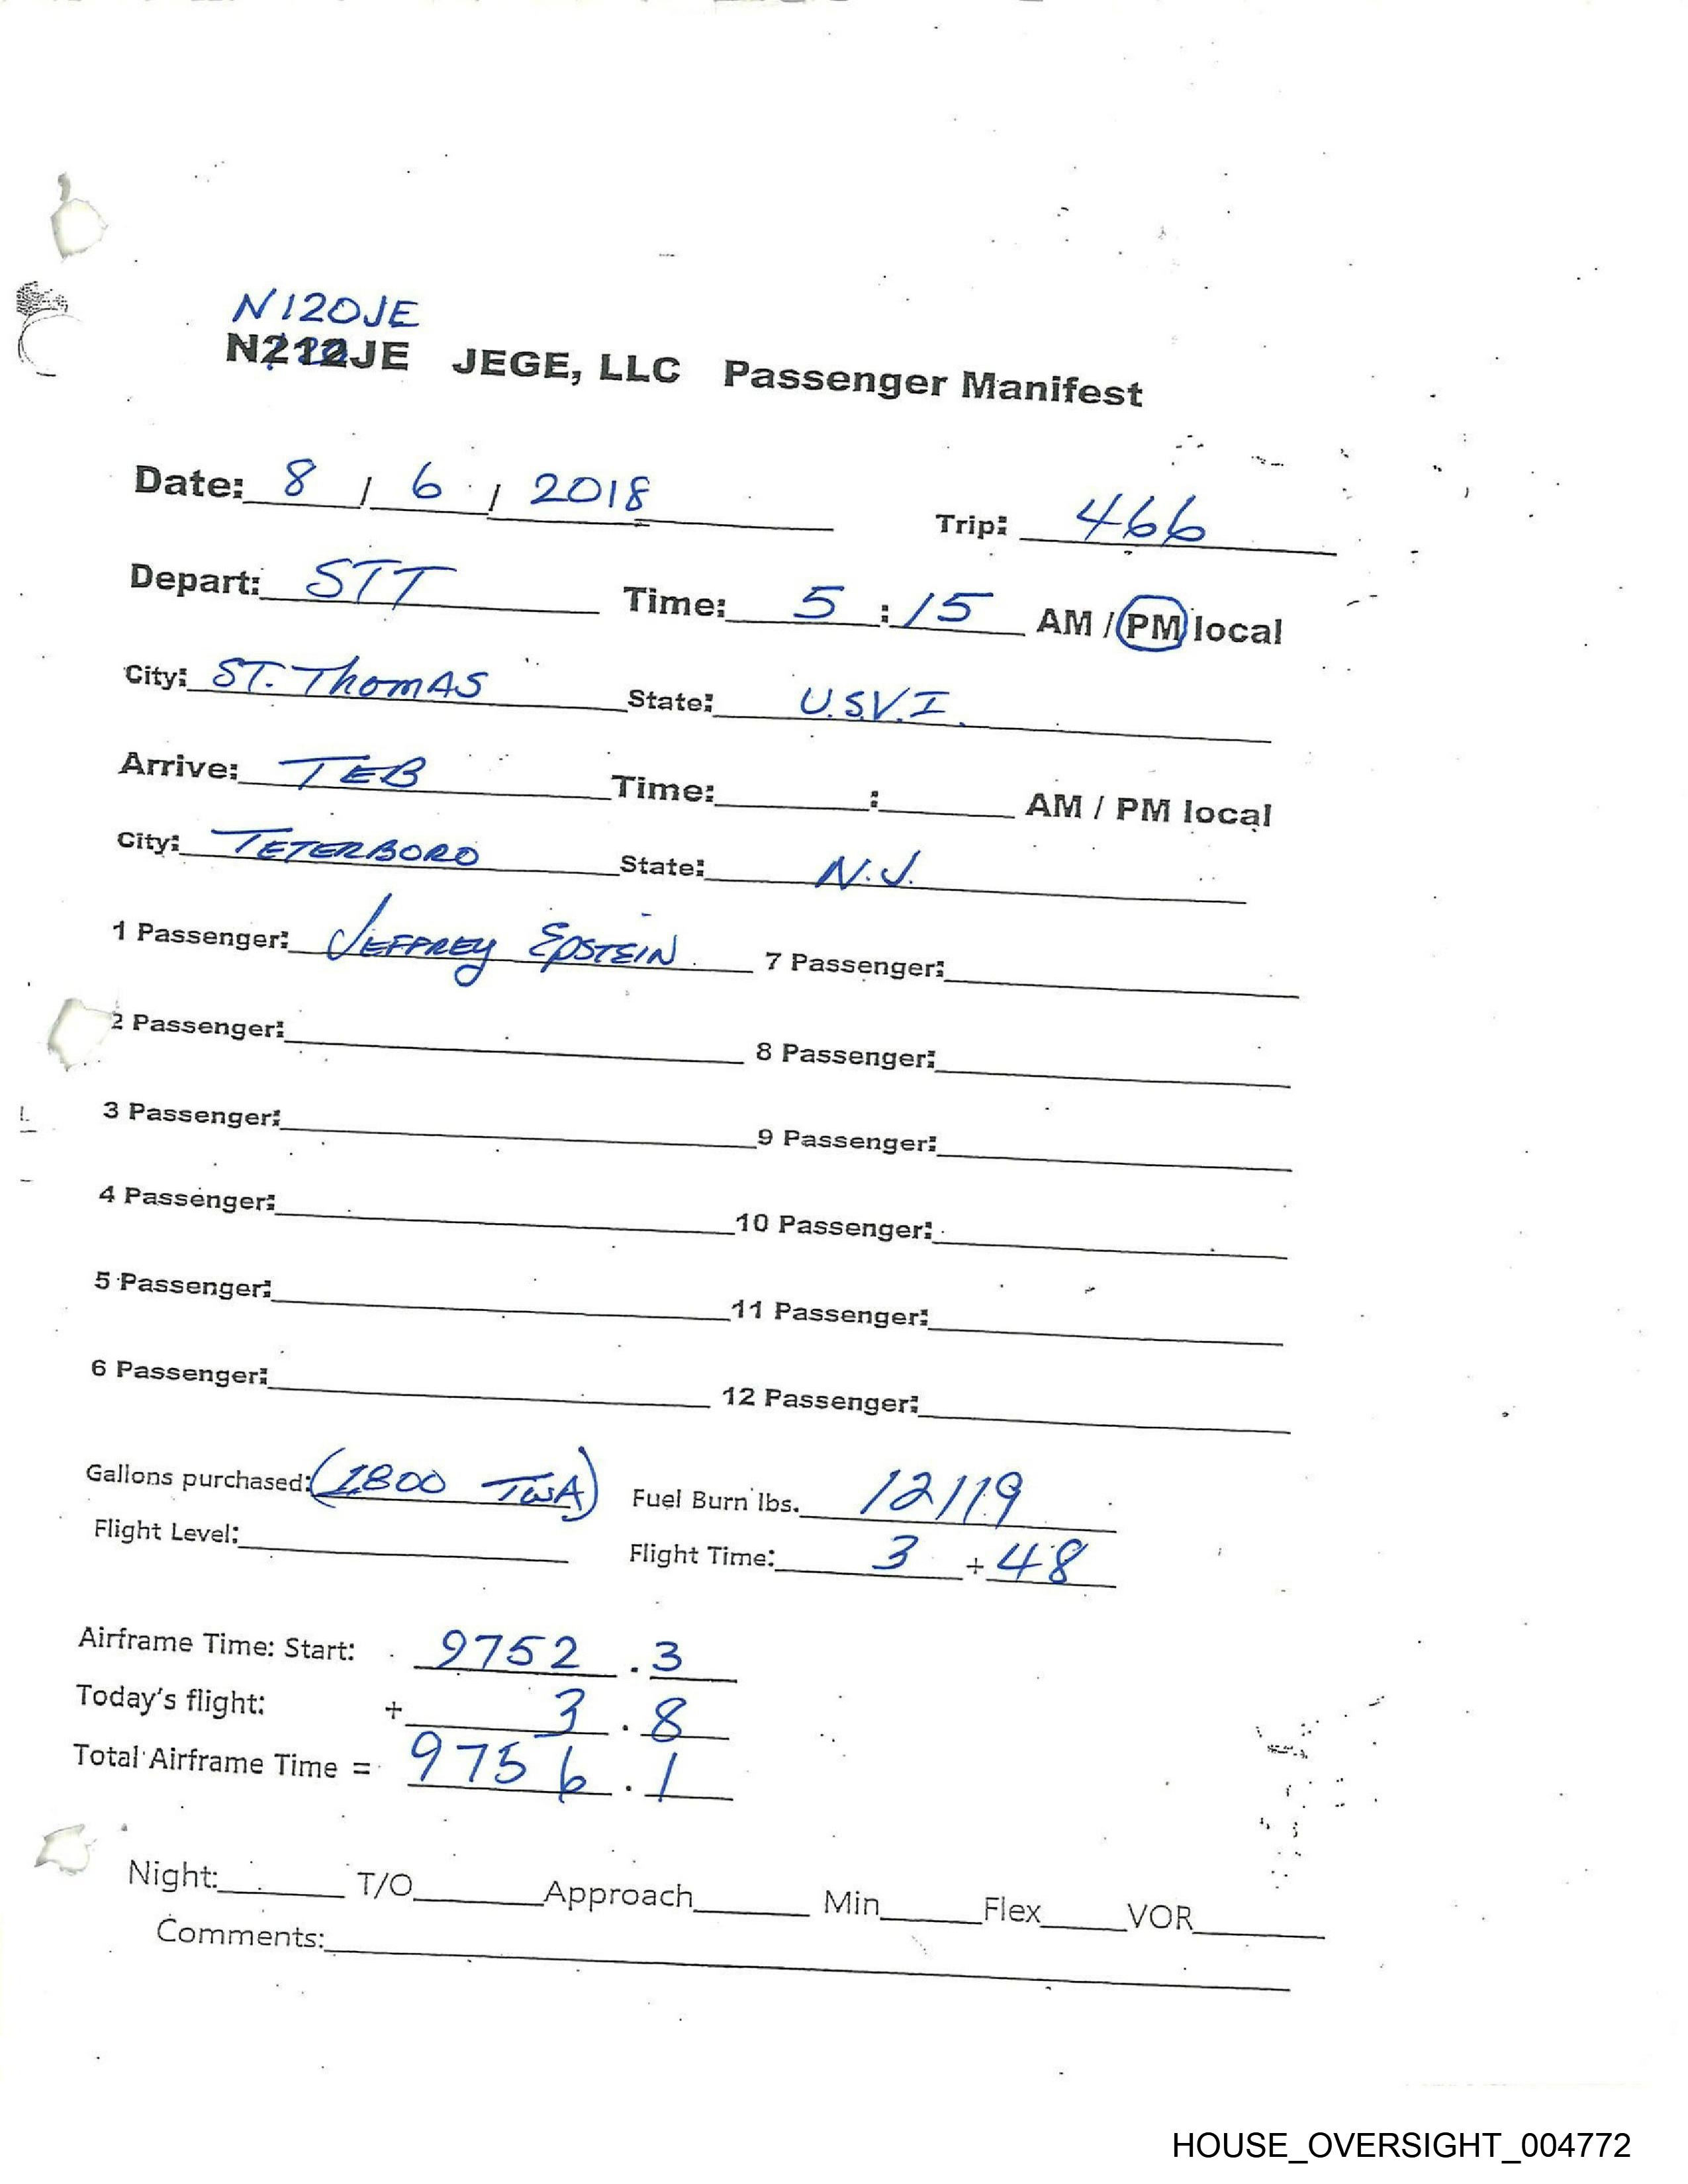 N120JE
N212JE JEGE, LLC Passenger Manifest
Date: 8 / 6 / 2018 Trip: 466
Depart: STT Time: 5 : 15 AM / PM local
City: ST. THOMAS State: U.S.V.I.
Arrive: TEB Time: : AM / PM local
City: TETERBORO State: N.J.
1 Passenger: JEFFREY EPSTEIN 7 Passenger:
2 Passenger: 8 Passenger:
3 Passenger: 9 Passenger:
4 Passenger: 10 Passenger:
5 Passenger: 11 Passenger:
6 Passenger: 12 Passenger:
Gallons purchased: (1800 TWA) Fuel Burn lbs. 12119
Flight Level: Flight Time: 3 + 48
Airframe Time: Start: 9752 . 3
Today's flight: + 3 . 8
Total Airframe Time = 9756 . 1
Night: T/O Approach Min Flex VOR
Comments:
HOUSE_OVERSIGHT_004772